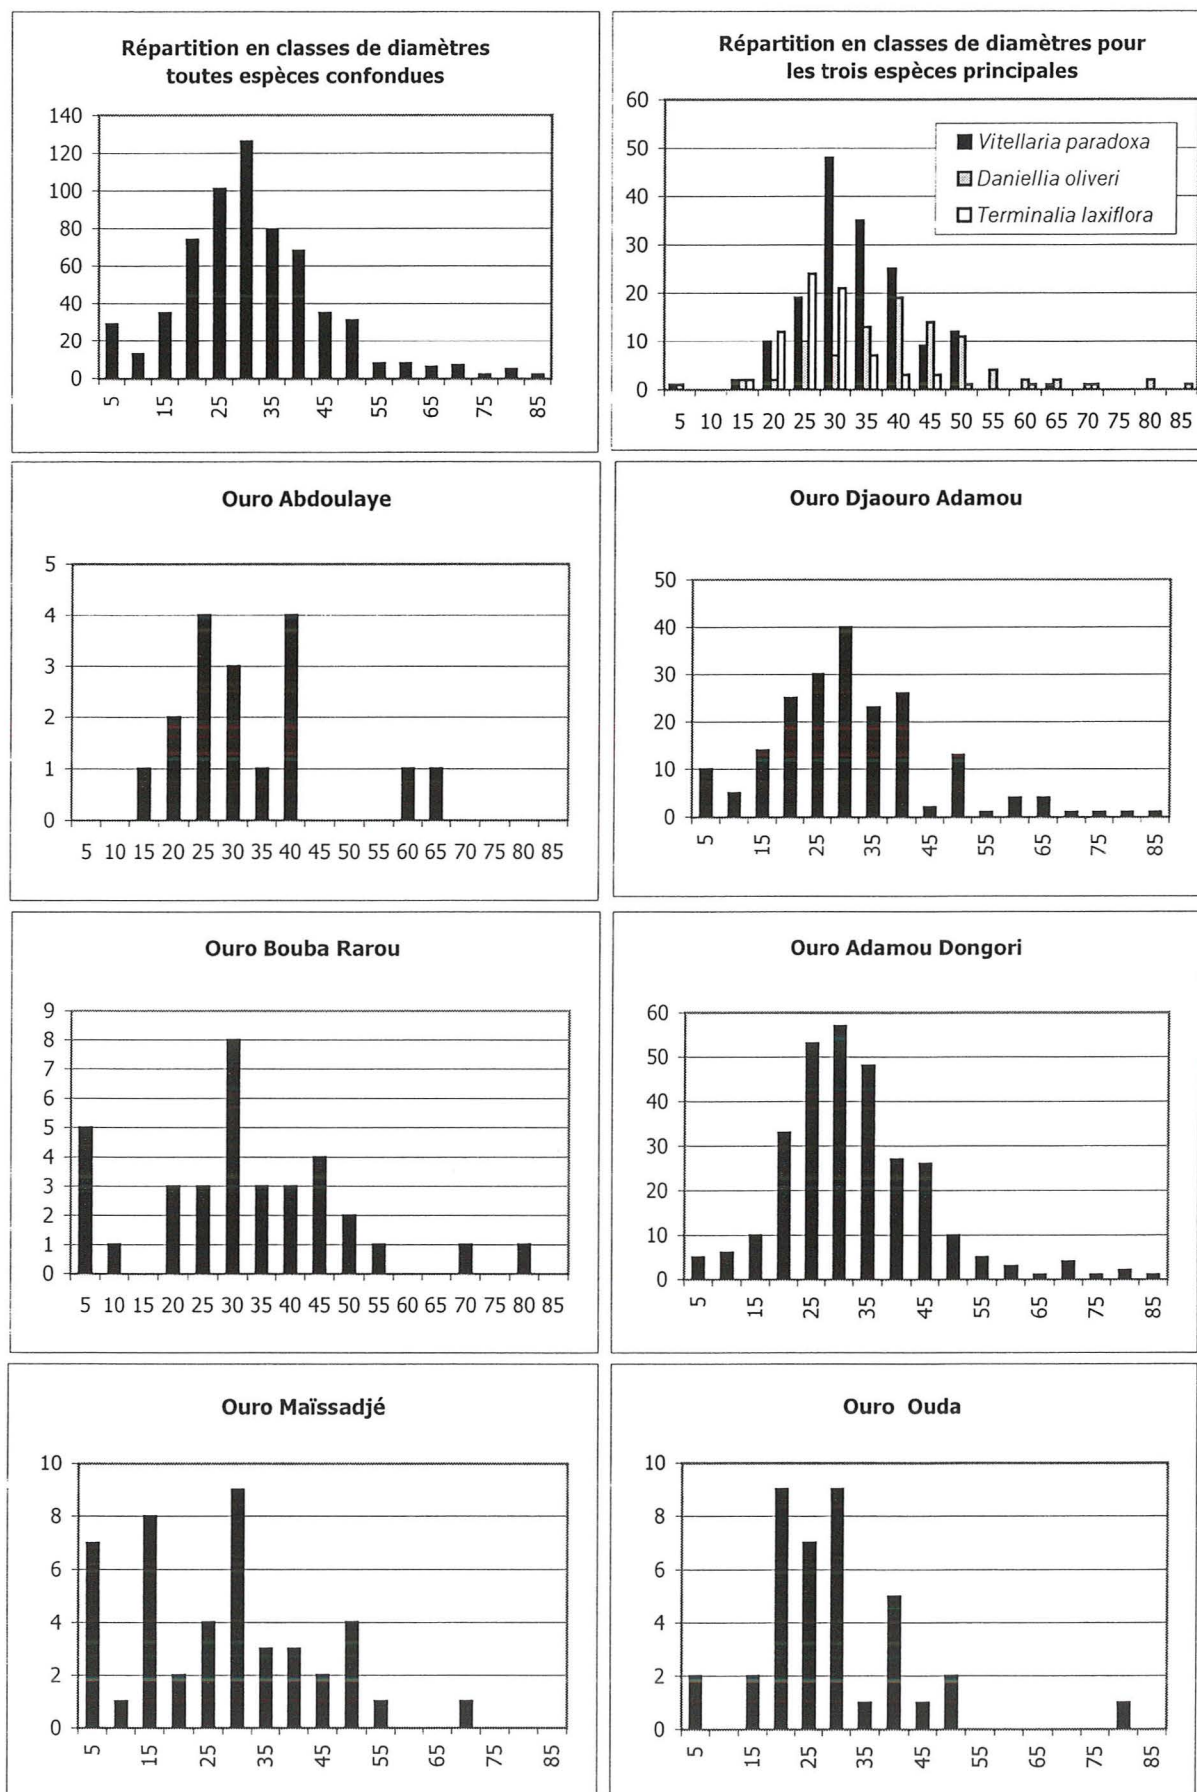 Répartition en classes de diamètres
toutes espèces confondues
140
120
100
80
60
40
20
0
5 15 25 35 45 55 65 75 85
Répartition en classes de diamètres pour
les trois espèces principales
60
50
40
30
20
10
0
Vitellaria paradoxa
Daniellia oliveri
Terminalia laxiflora
5 10 15 20 25 30 35 40 45 50 55 60 65 70 75 80 85
Ouro Abdoulaye
5
4
3
2
1
0
5 10 15 20 25 30 35 40 45 50 55 60 65 70 75 80 85
Ouro Djaouro Adamou
50
40
30
20
10
0
5 15 25 35 45 55 65 75 85
Ouro Bouba Rarou
9
8
7
6
5
4
3
2
1
0
5 10 15 20 25 30 35 40 45 50 55 60 65 70 75 80 85
Ouro Adamou Dongori
60
50
40
30
20
10
0
5 15 25 35 45 55 65 75 85
Ouro Maïssadjé
10
8
6
4
2
0
5 15 25 35 45 55 65 75 85
Ouro Ouda
10
8
6
4
2
0
5 15 25 35 45 55 65 75 85